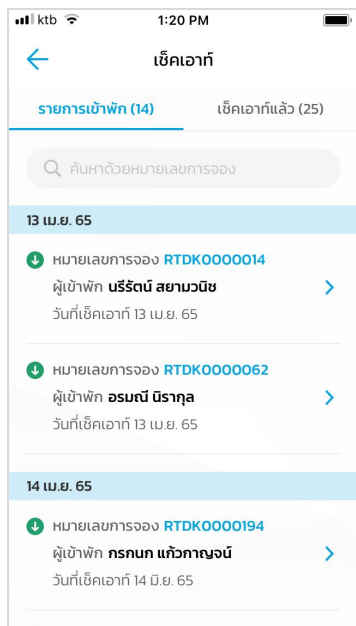 ktb 1:20 PM
เช็คเอาท์
รายการเข้าพัก (14) เช็คเอาท์แล้ว (25)
ค้นหาด้วยหมายเลขการจอง
13 เม.ย. 65
หมายเลขการจอง RTDK0000014
ผู้เข้าพัก นรีรัตน์ สยามวนิช
วันที่เช็คเอาท์ 13 เม.ย. 65
หมายเลขการจอง RTDK0000062
ผู้เข้าพัก อรมณี นิรากุล
วันที่เช็คเอาท์ 13 เม.ย. 65
14 เม.ย. 65
หมายเลขการจอง RTDK0000194
ผู้เข้าพัก กรกนก แก้วกาญจน์
วันที่เช็คเอาท์ 14 มิ.ย. 65